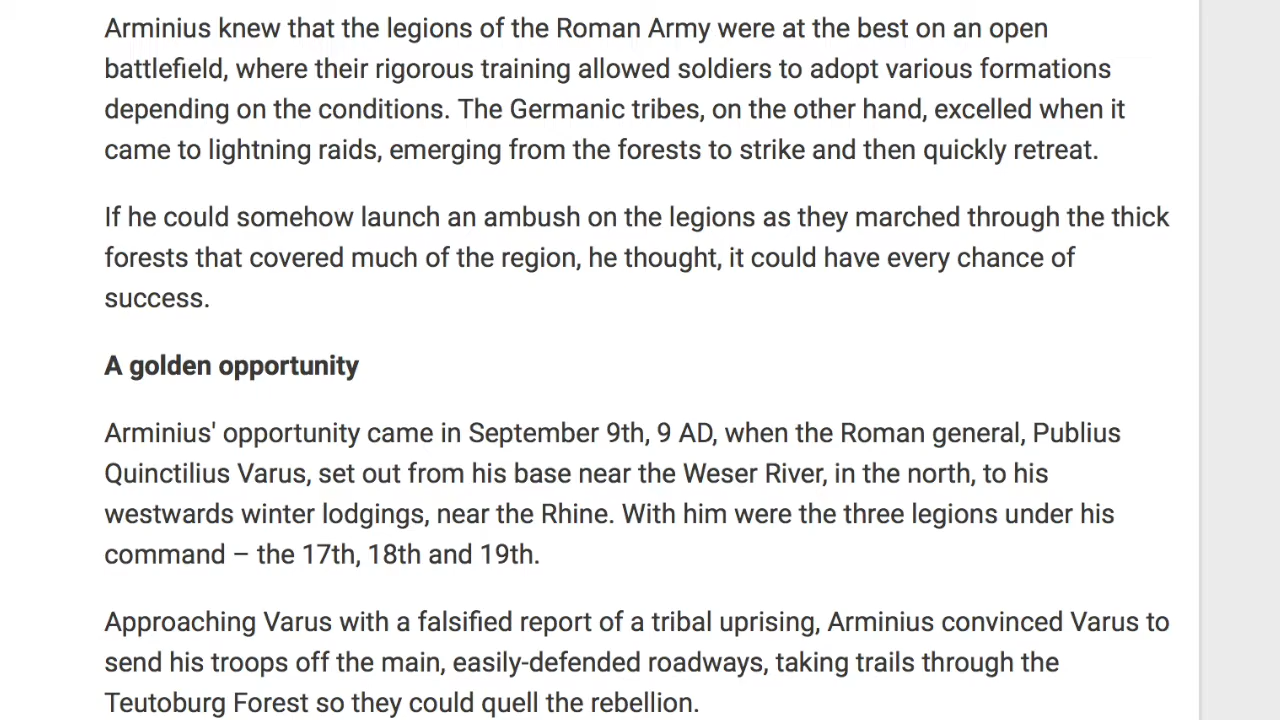 Arminius knew that the legions of the Roman Army were at the best on an open
battlefield, where their rigorous training allowed soldiers to adopt various formations
depending on the conditions. The Germanic tribes, on the other hand, excelled when it
came to lightning raids, emerging from the forests to strike and then quickly retreat.
If he could somehow launch an ambush on the legions as they marched through the thick
forests that covered much of the region, he thought, it could have every chance of
success.
A golden opportunity
Arminius' opportunity came in September 9th, 9 AD, when the Roman general, Publius
Quinctilius Varus, set out from his base near the Weser River, in the north, to his
westwards winter lodgings, near the Rhine. With him were the three legions under his
command – the 17th, 18th and 19th.
Approaching Varus with a falsified report of a tribal uprising, Arminius convinced Varus to
send his troops off the main, easily-defended roadways, taking trails through the
Teutoburg Forest so they could quell the rebellion.